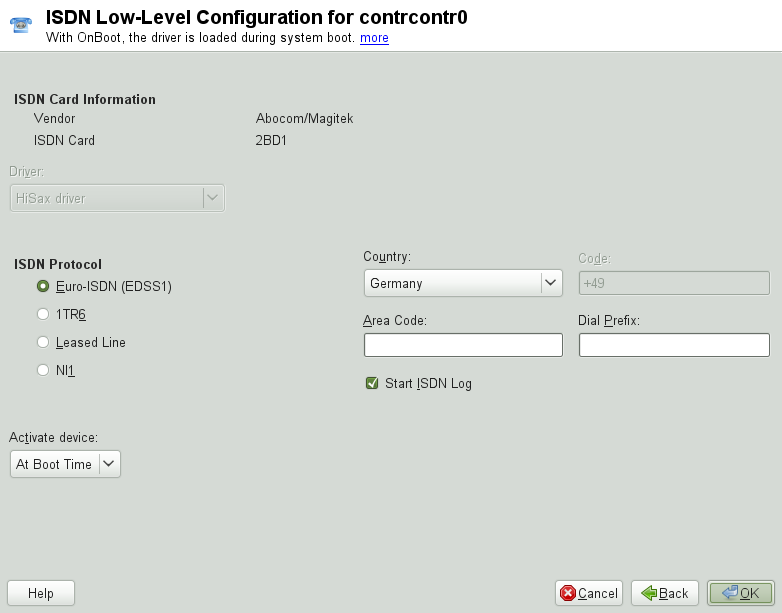 ISDN Low-Level Configuration for contrcontr0
With OnBoot, the driver is loaded during system boot. more
ISDN Card Information
Vendor Abocom/Magitek
ISDN Card 2BD1
Driver:
HiSax driver
ISDN Protocol
Euro-ISDN (EDSS1)
1TR6
Leased Line
NI1
Country:
Germany
Code:
+49
Area Code:
Dial Prefix:
Start ISDN Log
Activate device:
At Boot Time
Help
Cancel
Back
OK